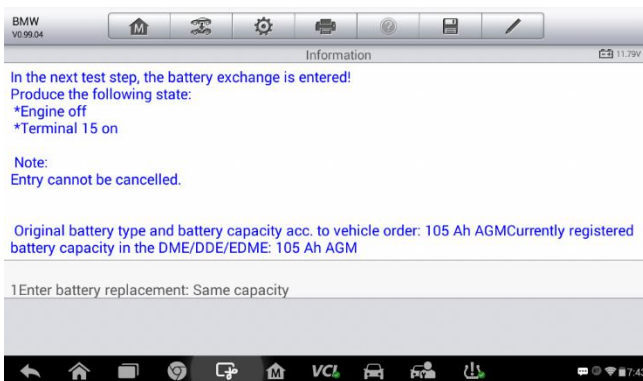 BMW
V0.99.04
Information
11.79V
In the next test step, the battery exchange is entered!
Produce the following state:
*Engine off
*Terminal 15 on
Note:
Entry cannot be cancelled.
Original battery type and battery capacity acc. to vehicle order: 105 Ah AGMCurrently registered
battery capacity in the DME/DDE/EDME: 105 Ah AGM
1Enter battery replacement: Same capacity
M
M
VCI